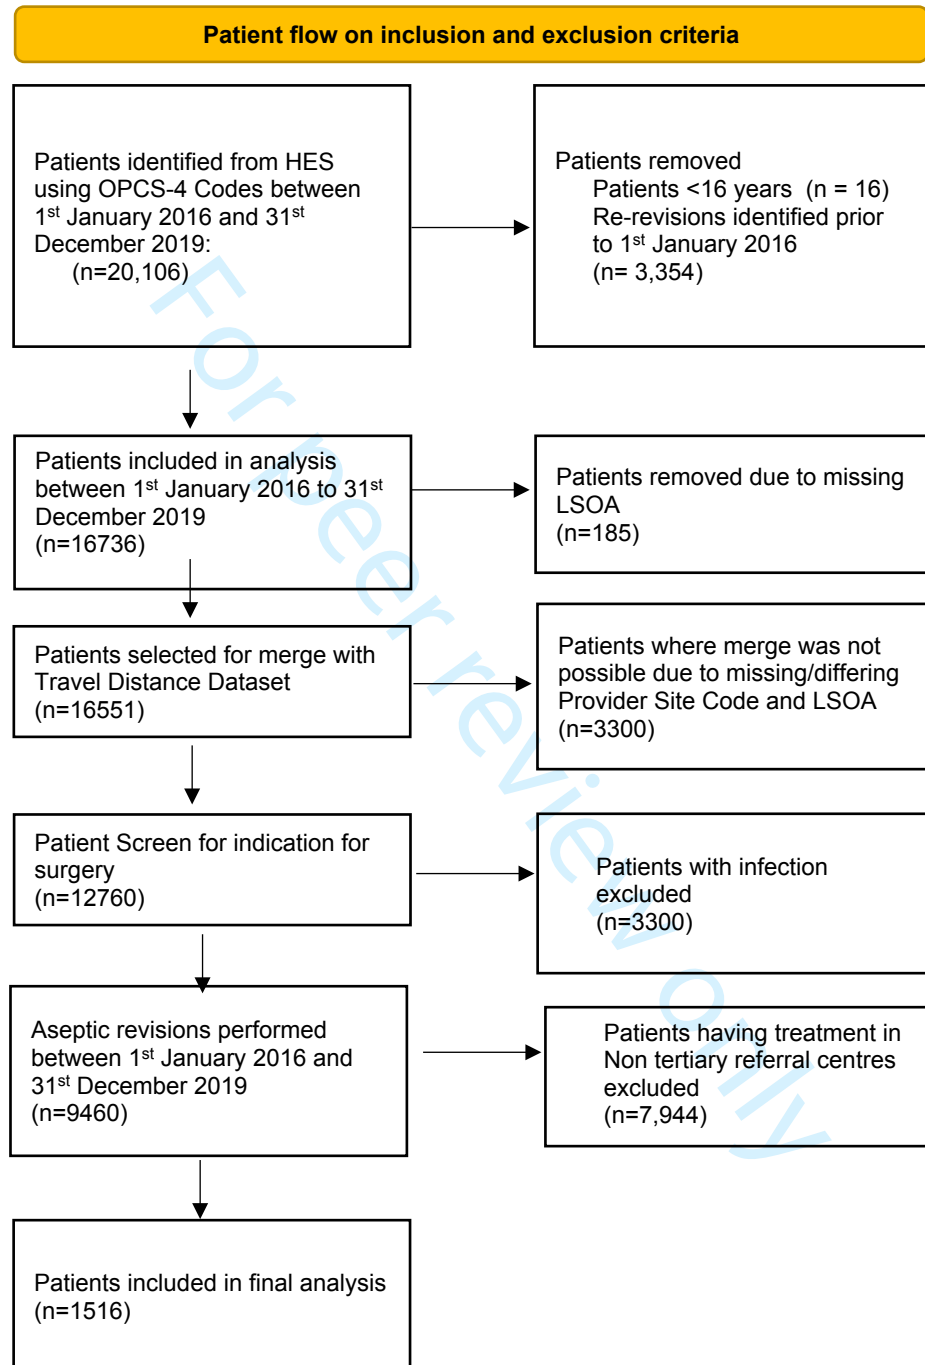 Patient flow on inclusion and exclusion criteria
Patients identified from HES
using OPCS-4 Codes between
1st January 2016 and 31st
December 2019:
(n=20,106)
Patients removed
Patients <16 years (n = 16)
Re-revisions identified prior
to 1st January 2016
(n= 3,354)
Patients included in analysis
between 1st January 2016 to 31st
December 2019
(n=16736)
Patients removed due to missing
LSOA
(n=185)
Patients selected for merge with
Travel Distance Dataset
(n=16551)
Patients where merge was not
possible due to missing/differing
Provider Site Code and LSOA
(n=3300)
Patient Screen for indication for
surgery
(n=12760)
Patients with infection
excluded
(n=3300)
Aseptic revisions performed
between 1st January 2016 and
31st December 2019
(n=9460)
Patients having treatment in
Non tertiary referral centres
excluded
(n=7,944)
Patients included in final analysis
(n=1516)
For peer review only